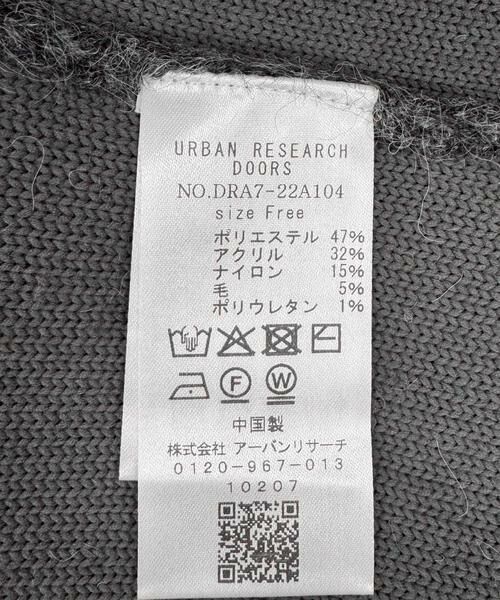 URBAN RESEARCH
DOORS
NO.DRA7-22A104
size Free
ポリエステル 47%
アクリル 32%
ナイロン 15%
毛 5%
ポリウレタン 1%
F W
中国製
株式会社 アーバンリサーチ
0120-967-013
10207